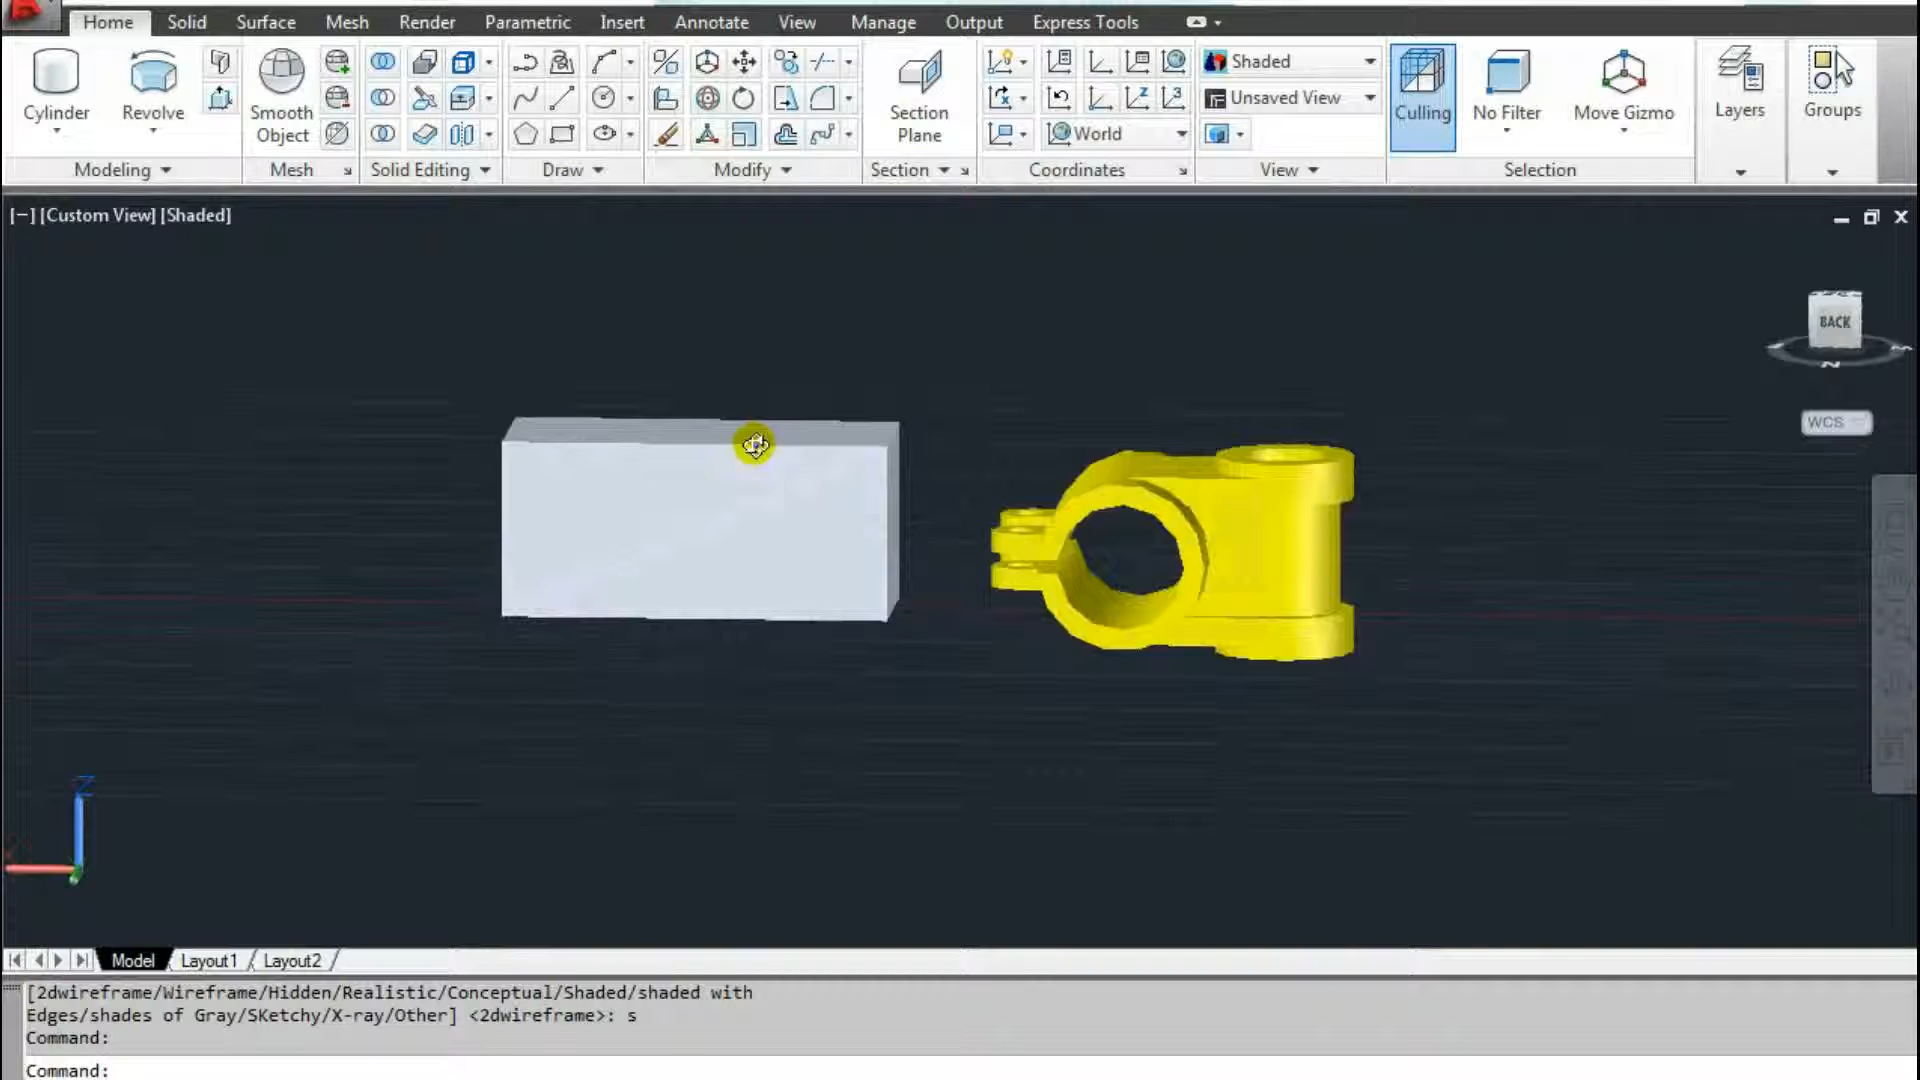 Home Solid Surface Mesh Render Parametric Insert Annotate View Manage Output Express Tools
Cylinder
Revolve
Smooth
Object
Section
Plane
World
Shaded
Unsaved View
Culling
No Filter
Move Gizmo
Layers
Groups
Modeling Mesh Solid Editing Draw Modify Section Coordinates View Selection
[−] [Custom View] [Shaded]
BACK
N
WCS
Z
Model Layout1 Layout2
[2dwireframe/Wireframe/Hidden/Realistic/Conceptual/Shaded/shaded with
Edges/shades of Gray/SKetchy/X-ray/Other] <2dwireframe>: s
Command:
Command: